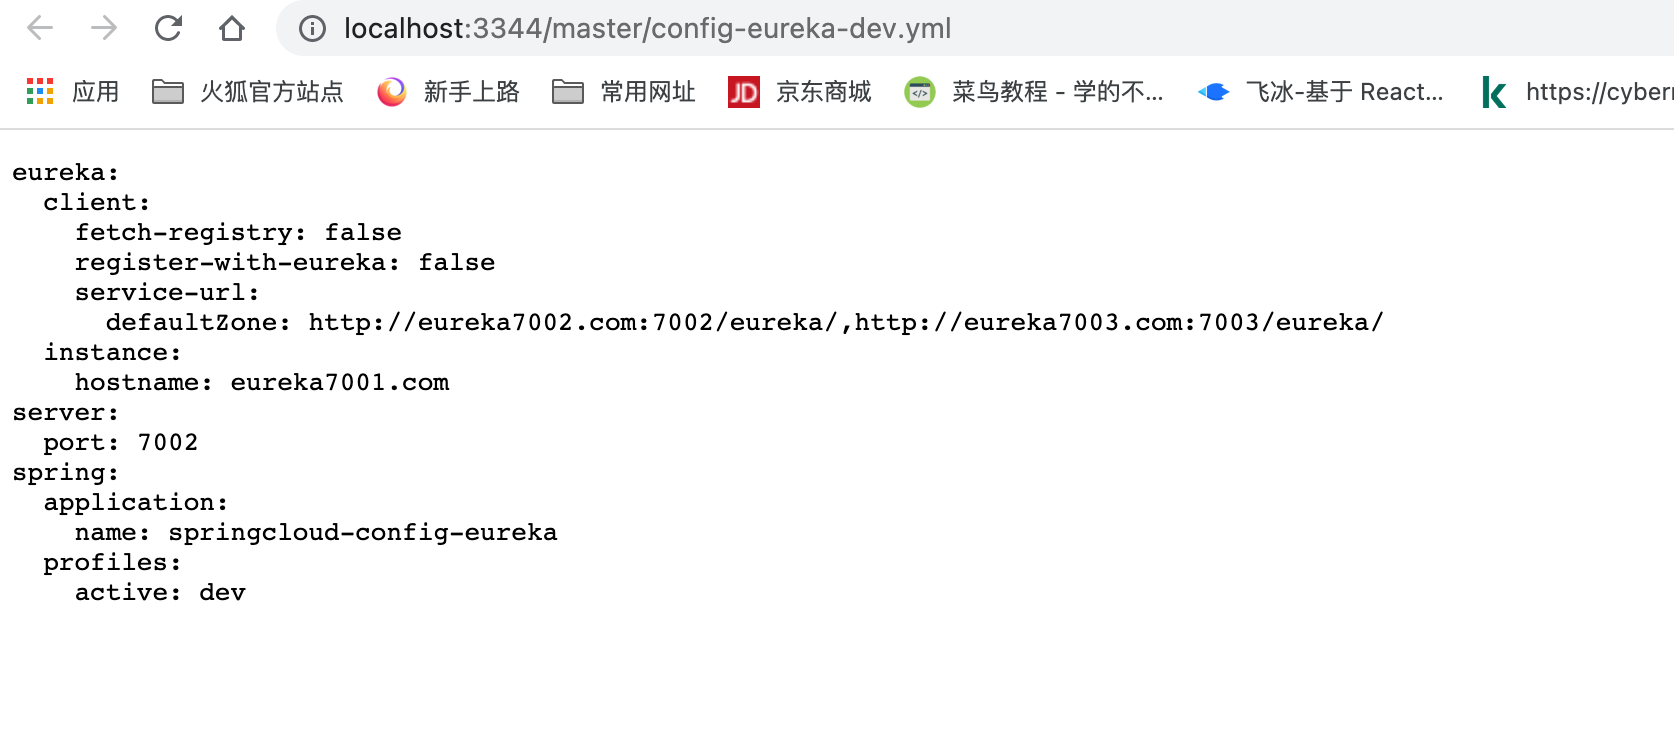 localhost:3344/master/config-eureka-dev.yml
应用 火狐官方站点 新手上路 常用网址 JD 京东商城 </> 菜鸟教程 - 学的不... 飞冰-基于 React... k https://cyber
eureka:
  client:
    fetch-registry: false
    register-with-eureka: false
    service-url:
      defaultZone: http://eureka7002.com:7002/eureka/,http://eureka7003.com:7003/eureka/
  instance:
    hostname: eureka7001.com
server:
  port: 7002
spring:
  application:
    name: springcloud-config-eureka
  profiles:
    active: dev